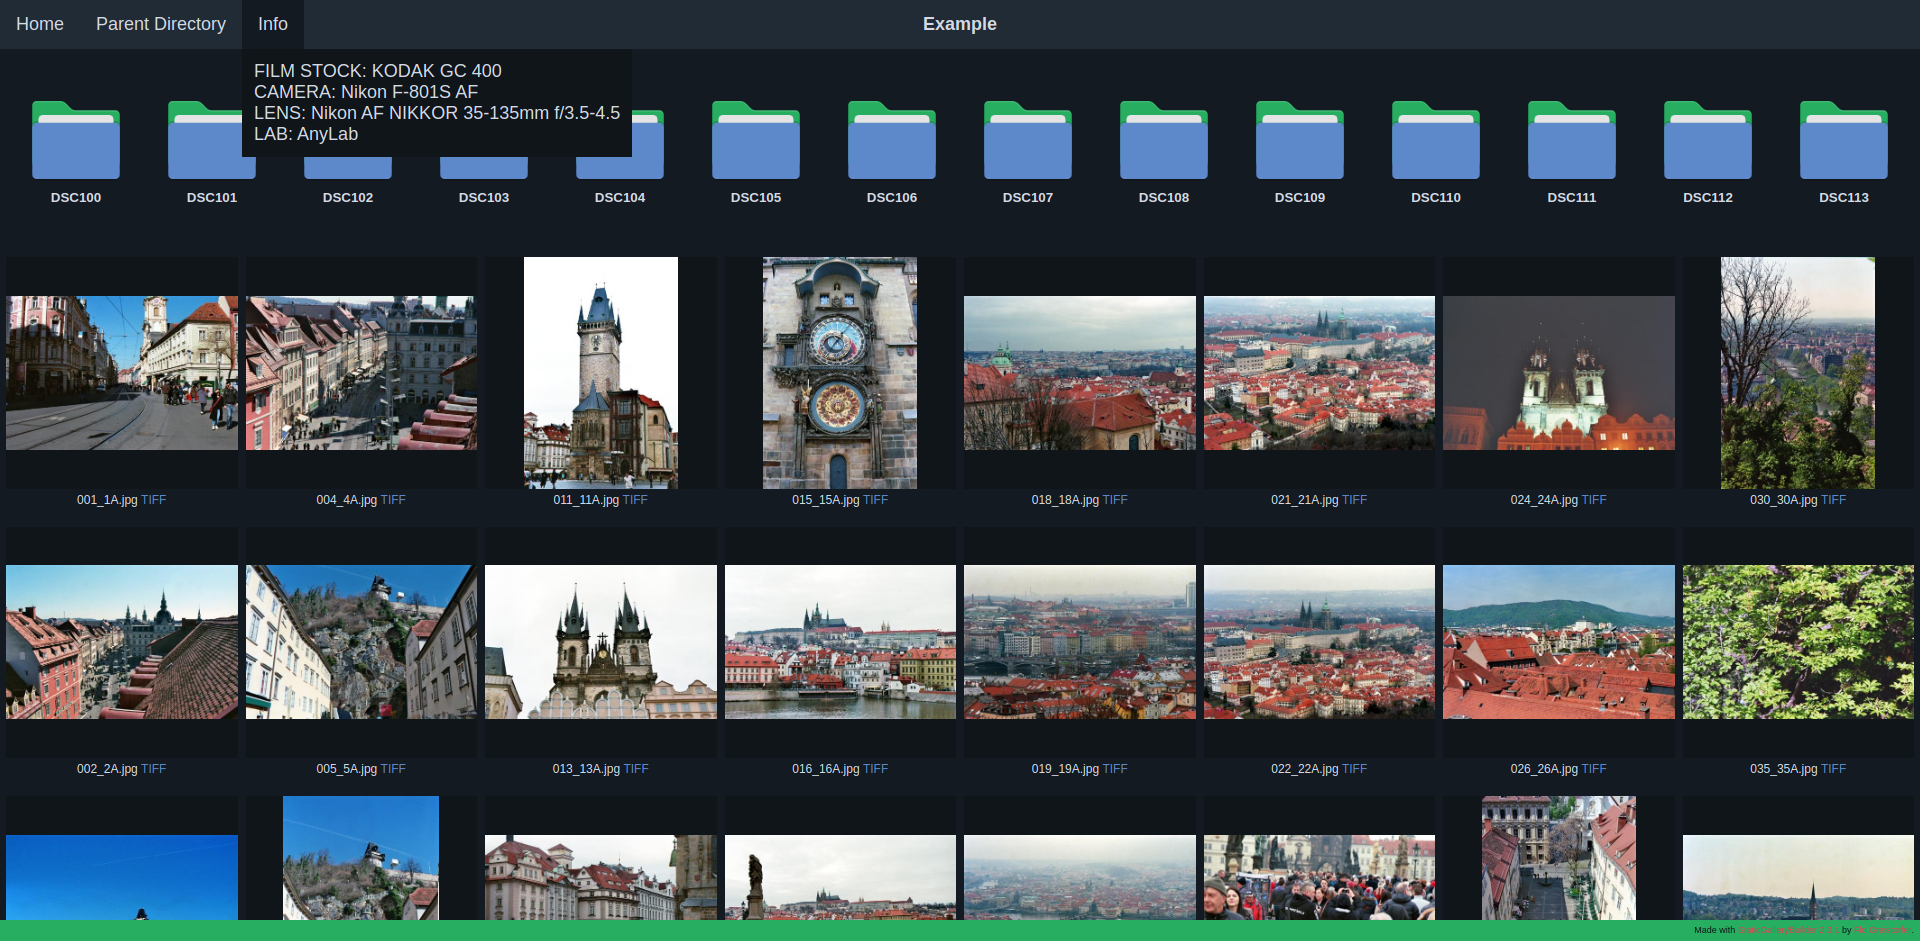 Home Parent Directory Info Example
FILM STOCK: KODAK GC 400
CAMERA: Nikon F-801S AF
LENS: Nikon AF NIKKOR 35-135mm f/3.5-4.5
LAB: AnyLab
DSC100 DSC101 DSC102 DSC103 DSC104 DSC105 DSC106 DSC107 DSC108 DSC109 DSC110 DSC111 DSC112 DSC113
001_1A.jpg TIFF 004_4A.jpg TIFF 011_11A.jpg TIFF 015_15A.jpg TIFF 018_18A.jpg TIFF 021_21A.jpg TIFF 024_24A.jpg TIFF 030_30A.jpg TIFF
002_2A.jpg TIFF 005_5A.jpg TIFF 013_13A.jpg TIFF 016_16A.jpg TIFF 019_19A.jpg TIFF 022_22A.jpg TIFF 026_26A.jpg TIFF 035_35A.jpg TIFF
Made with by